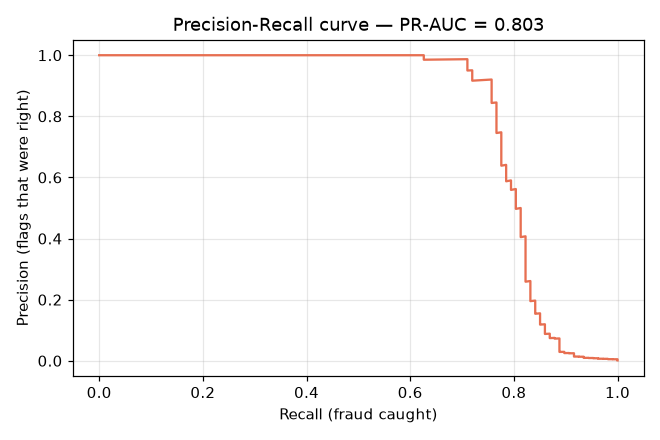 Precision-Recall curve — PR-AUC = 0.803
1.0
0.8
0.6
0.4
0.2
0.0
Precision (flags that were right)
0.0 0.2 0.4 0.6 0.8 1.0
Recall (fraud caught)